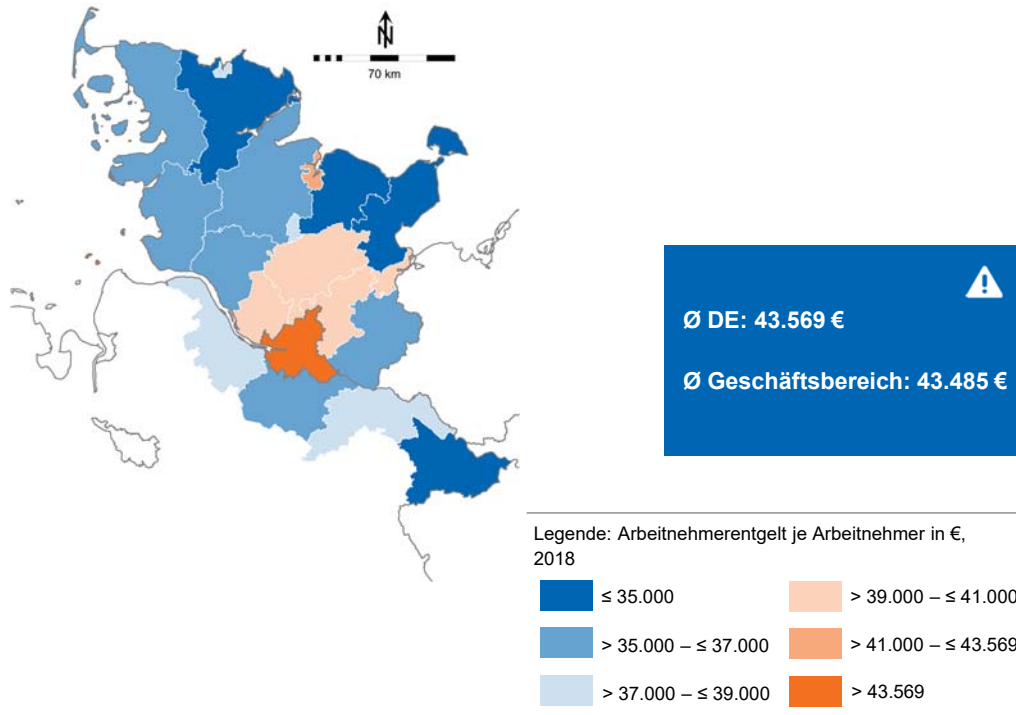 N
70 km
Ø DE: 43.569 €
Ø Geschäftsbereich: 43.485 €
Legende: Arbeitnehmerentgelt je Arbeitnehmer in €,
2018
≤ 35.000
> 39.000 – ≤ 41.000
> 35.000 – ≤ 37.000
> 41.000 – ≤ 43.569
> 37.000 – ≤ 39.000
> 43.569